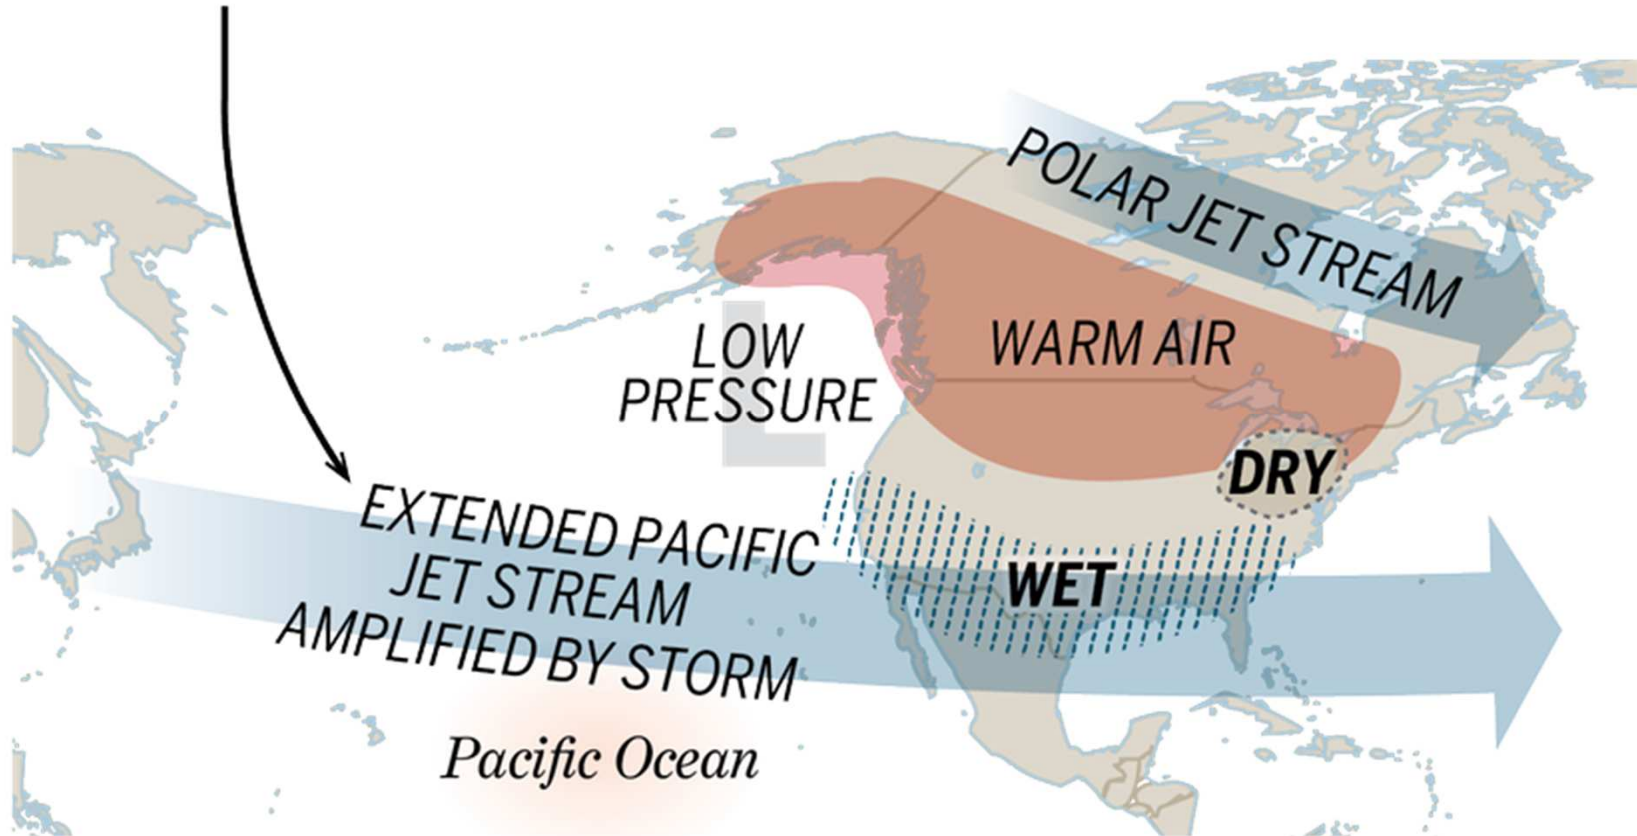 POLAR JET STREAM
LOW
PRESSURE
L
WARM AIR
DRY
EXTENDED PACIFIC
JET STREAM
AMPLIFIED BY STORM
WET
Pacific Ocean